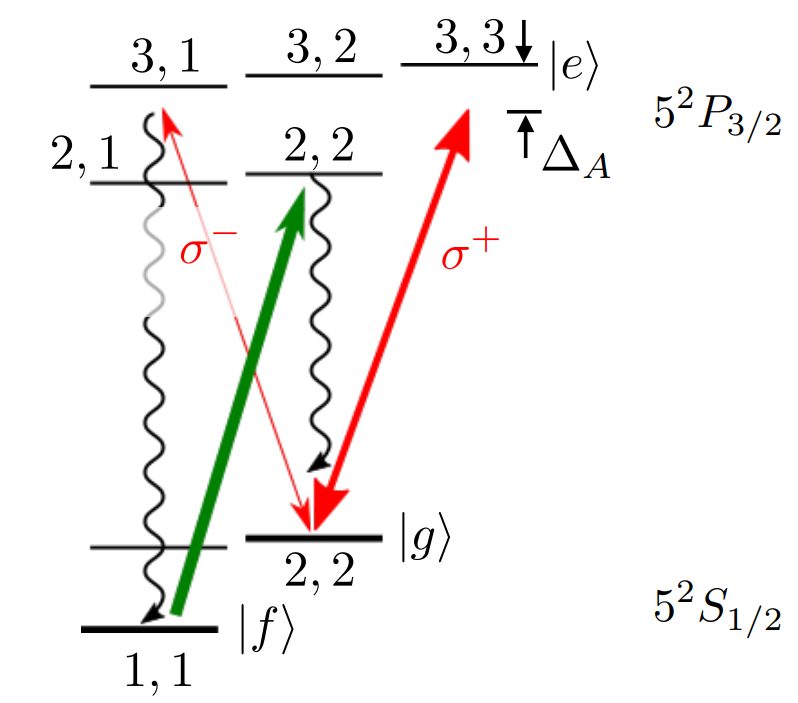 3, 1
3, 2
3, 3
|e⟩
5²P₃/₂
2, 1
2, 2
Δ_A
σ⁻
σ⁺
|g⟩
2, 2
5²S₁/₂
|f⟩
1, 1